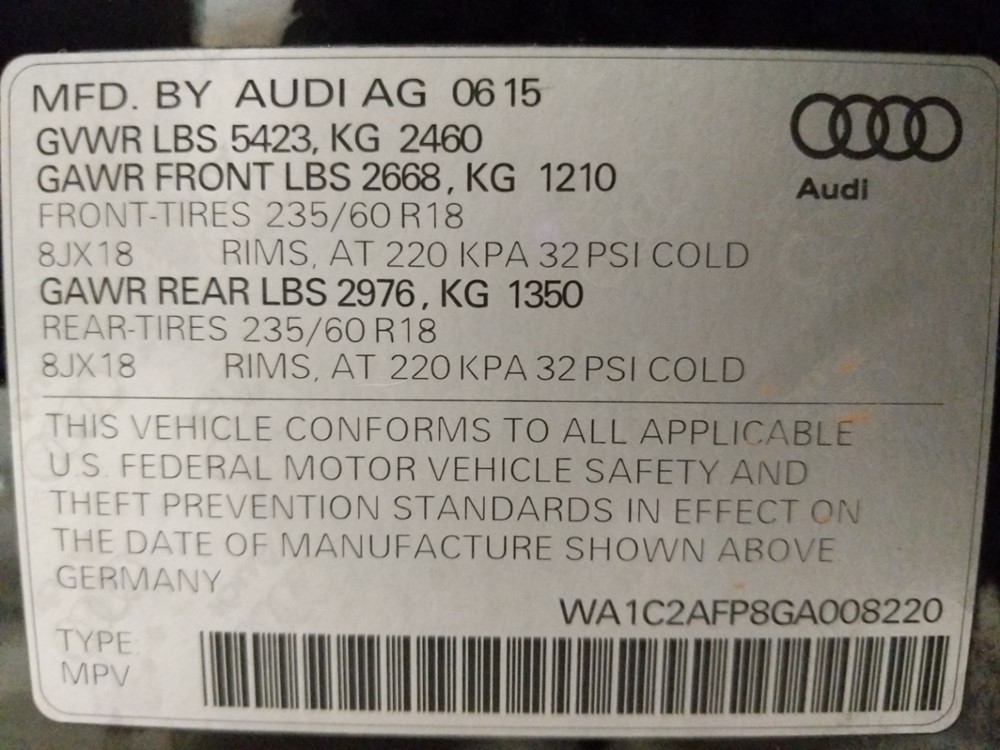 MFD. BY AUDI AG 06 15
GVWR LBS 5423, KG 2460
GAWR FRONT LBS 2668, KG 1210
Audi
FRONT-TIRES 235/60 R18
8JX18 RIMS, AT 220 KPA 32 PSI COLD
GAWR REAR LBS 2976, KG 1350
REAR-TIRES 235/60 R18
8JX18 RIMS, AT 220 KPA 32 PSI COLD
THIS VEHICLE CONFORMS TO ALL APPLICABLE
U.S. FEDERAL MOTOR VEHICLE SAFETY AND
THEFT PREVENTION STANDARDS IN EFFECT ON
THE DATE OF MANUFACTURE SHOWN ABOVE
GERMANY
WA1C2AFP8GA008220
TYPE:
MPV